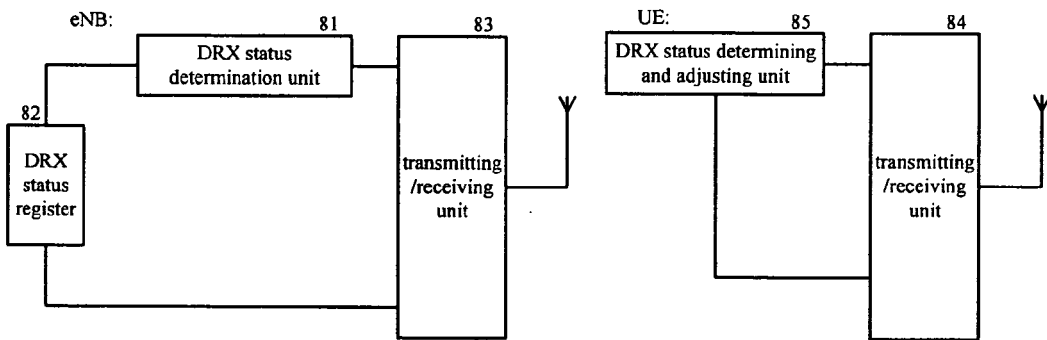 eNB:
81
83
DRX status
determination unit
82
DRX
status
register
transmitting
/receiving
unit
UE:
85
84
DRX status determining
and adjusting unit
transmitting
/receiving
unit